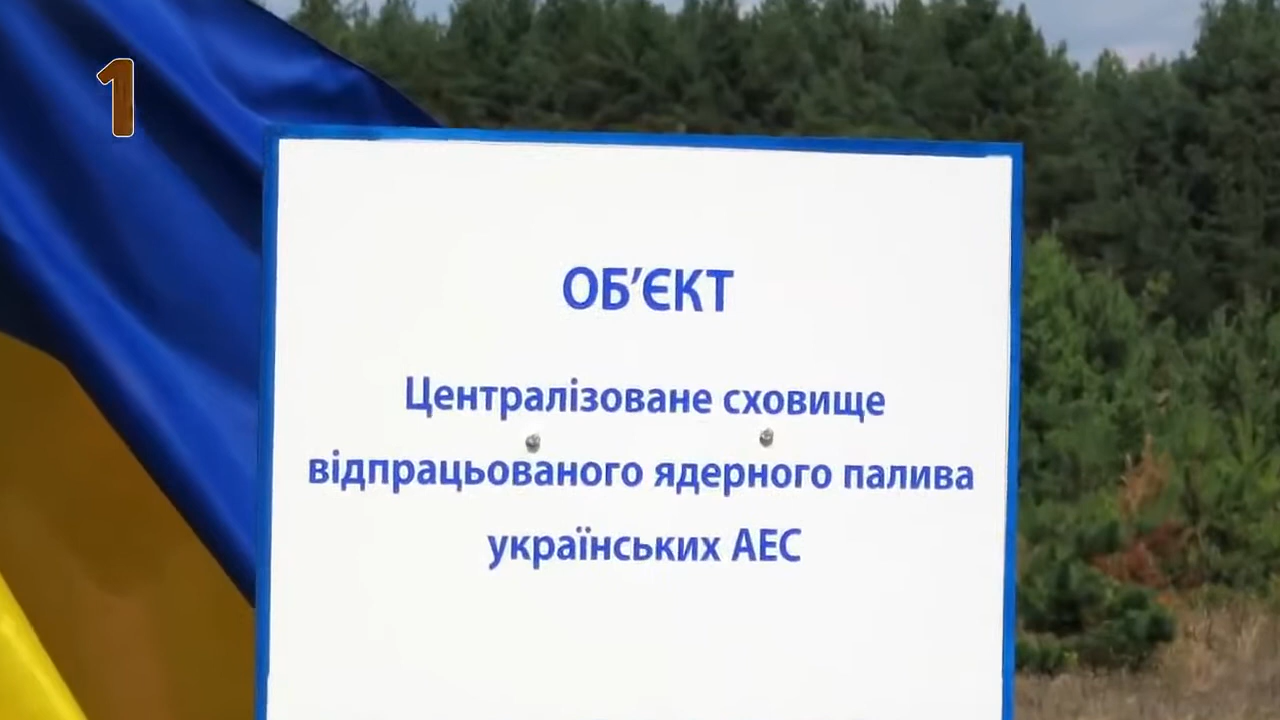 1
ОБ’ЄКТ
Централізоване сховище
відпрацьованого ядерного палива
українських АЕС